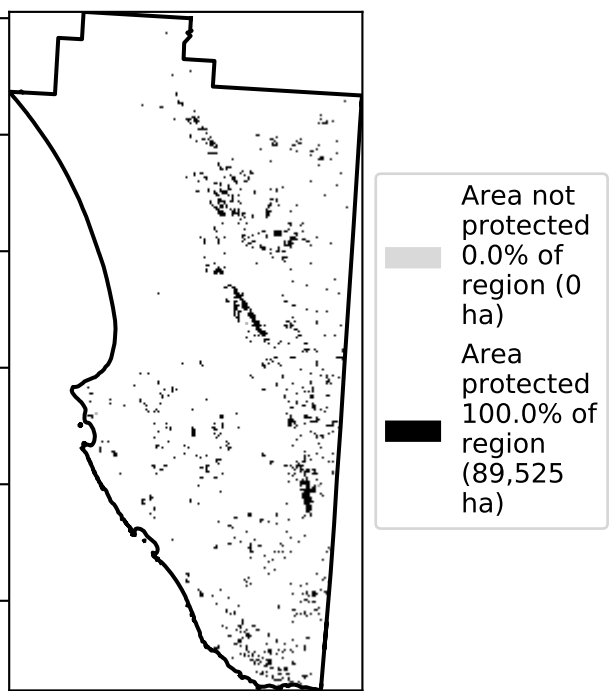 Area not
protected
0.0% of
region (0
ha)
Area
protected
100.0% of
region
(89,525
ha)